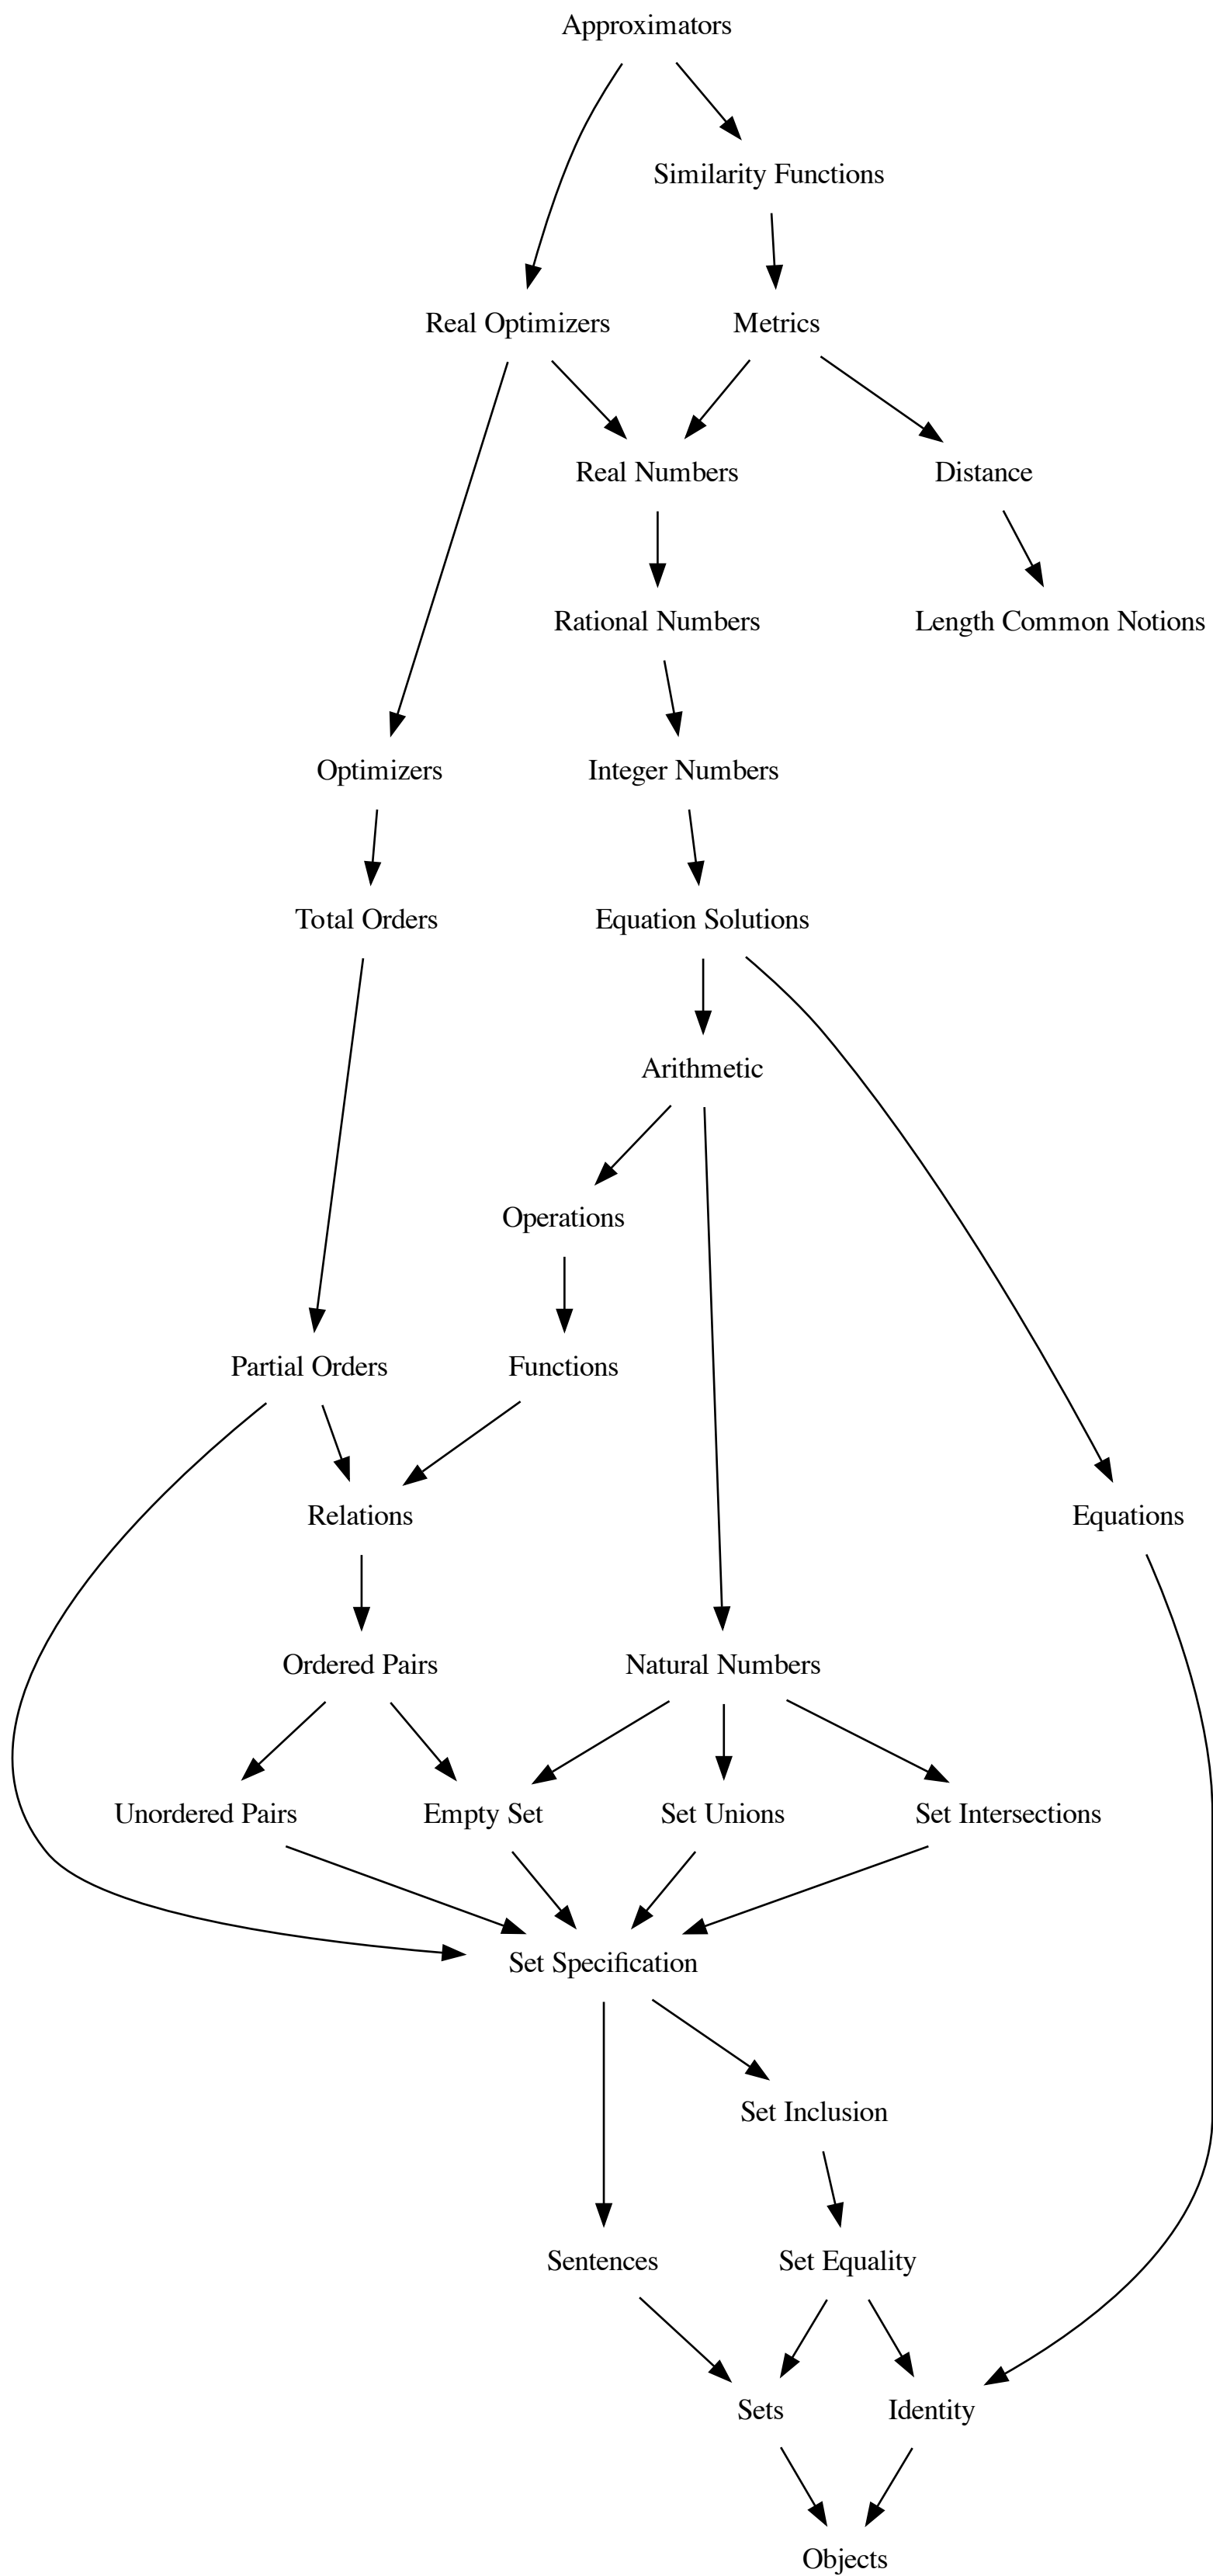 Approximators
Similarity Functions
Real Optimizers
Metrics
Real Numbers
Distance
Rational Numbers
Length Common Notions
Optimizers
Integer Numbers
Total Orders
Equation Solutions
Arithmetic
Operations
Partial Orders
Functions
Relations
Equations
Ordered Pairs
Natural Numbers
Unordered Pairs
Empty Set
Set Unions
Set Intersections
Set Specification
Set Inclusion
Sentences
Set Equality
Sets
Identity
Objects